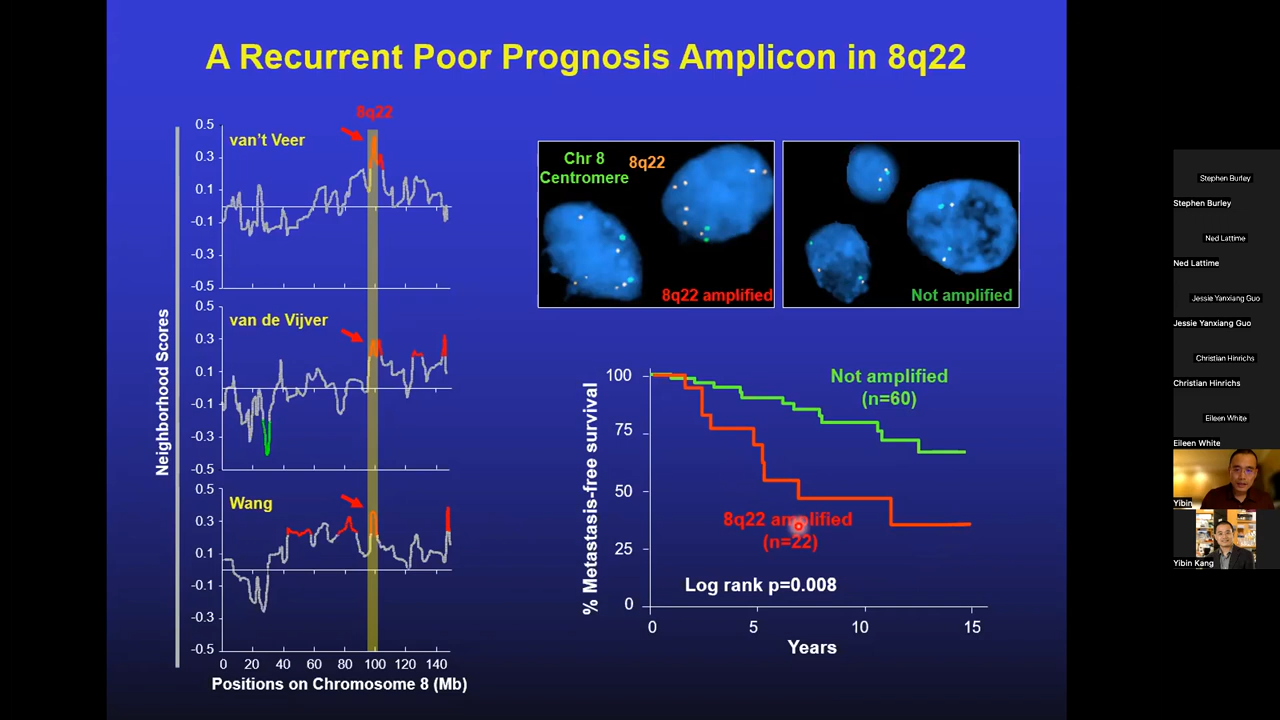 A Recurrent Poor Prognosis Amplicon in 8q22
8q22
Neighborhood Scores
van't Veer
0.5
0.3
0.1
-0.1
-0.3
-0.5
van de Vijver
0.5
0.3
0.1
-0.1
-0.3
-0.5
Wang
0.5
0.3
0.1
-0.1
-0.3
-0.5
0 20 40 60 80 100 120 140
Positions on Chromosome 8 (Mb)
Chr 8
Centromere
8q22
8q22 amplified
Not amplified
% Metastasis-free survival
100
75
50
25
0
Not amplified
(n=60)
8q22 amplified
(n=22)
Log rank p=0.008
0 5 10 15
Years
Stephen Burley
Stephen Burley
Ned Lattime
Ned Lattime
Jessie Yanxiang Guo
Jessie Yanxiang Guo
Christian Hinrichs
Christian Hinrichs
Eileen White
Eileen White
Yibin
Yibin Kang